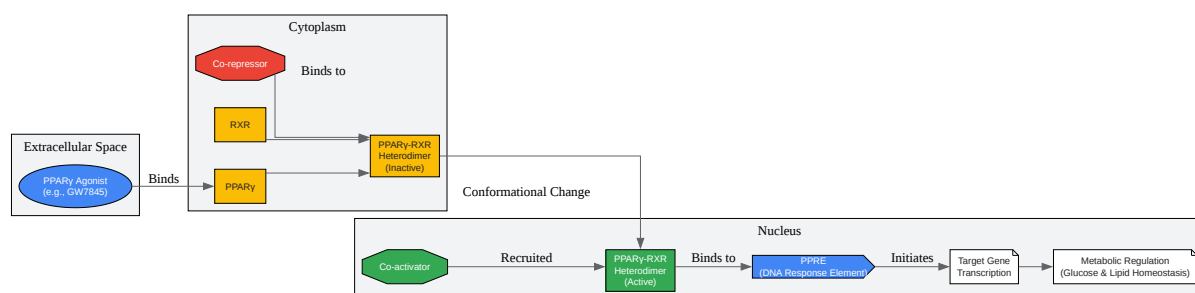 Cytoplasm
Co-repressor
Binds to
RXR
PPARγ-RXR
Heterodimer
(Inactive)
Extracellular Space
PPARγ Agonist
(e.g., GW7845)
Binds
PPARγ
Conformational Change
Nucleus
Co-activator
Recruited
PPARγ-RXR
Heterodimer
(Active)
Binds to
PPRE
(DNA Response Element)
Initiates
Target Gene
Transcription
Metabolic Regulation
(Glucose & Lipid Homeostasis)